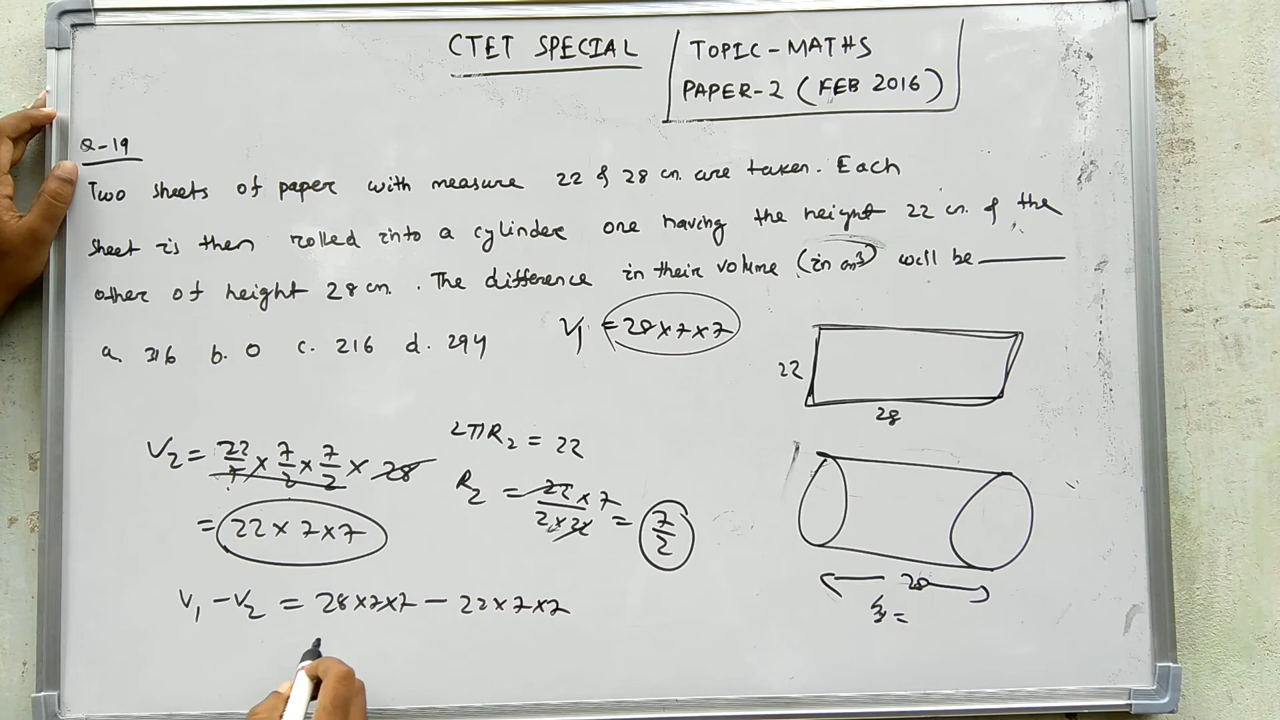 CTET SPECIAL
TOPIC-MATHS
PAPER-2 (FEB 2016)
Q-19
Two sheets of paper with measure 22 & 28 cm are taken. Each
sheet is then rolled into a cylinder one having the height 22 cm & the
other of height 28 cm. The difference in their volume (in cm³) will be ____
a. 316 b. 0 c. 216 d. 294
V₁ = 28×7×7
22
28
V₂ = 22/7 × 7/2 × 7/2 × 28
= 22×7×7
2πR₂ = 22
R₂ = 22×7/2×22 = 7/2
28
V₁ - V₂ = 28×7×7 - 22×7×7